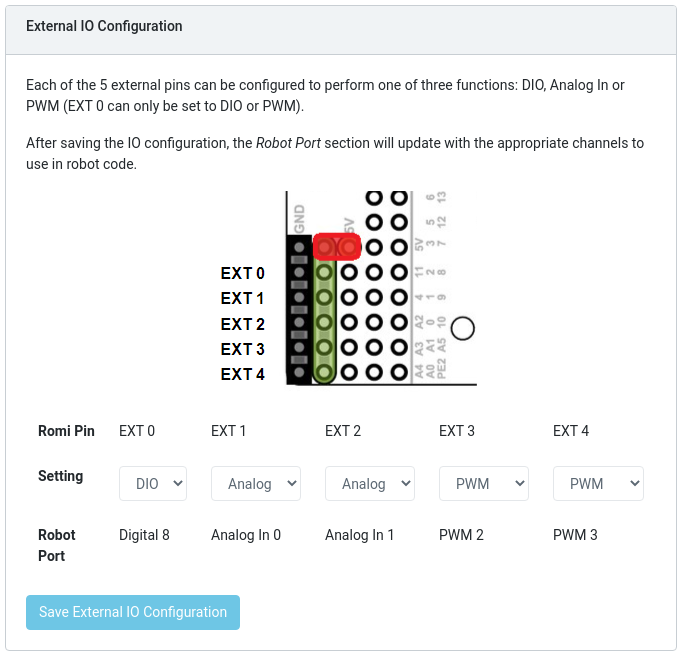 External IO Configuration
Each of the 5 external pins can be configured to perform one of three functions: DIO, Analog In or
PWM (EXT 0 can only be set to DIO or PWM).
After saving the IO configuration, the Robot Port section will update with the appropriate channels to
use in robot code.
GND
5V
6 13
5 12
5V 3 7
11 2 8
4 1 9
A2 0 10
A3 A1 A5
A4 A0 PE2
EXT 0
EXT 1
EXT 2
EXT 3
EXT 4
Romi Pin EXT 0 EXT 1 EXT 2 EXT 3 EXT 4
Setting DIO Analog Analog PWM PWM
Robot Port Digital 8 Analog In 0 Analog In 1 PWM 2 PWM 3
Save External IO Configuration